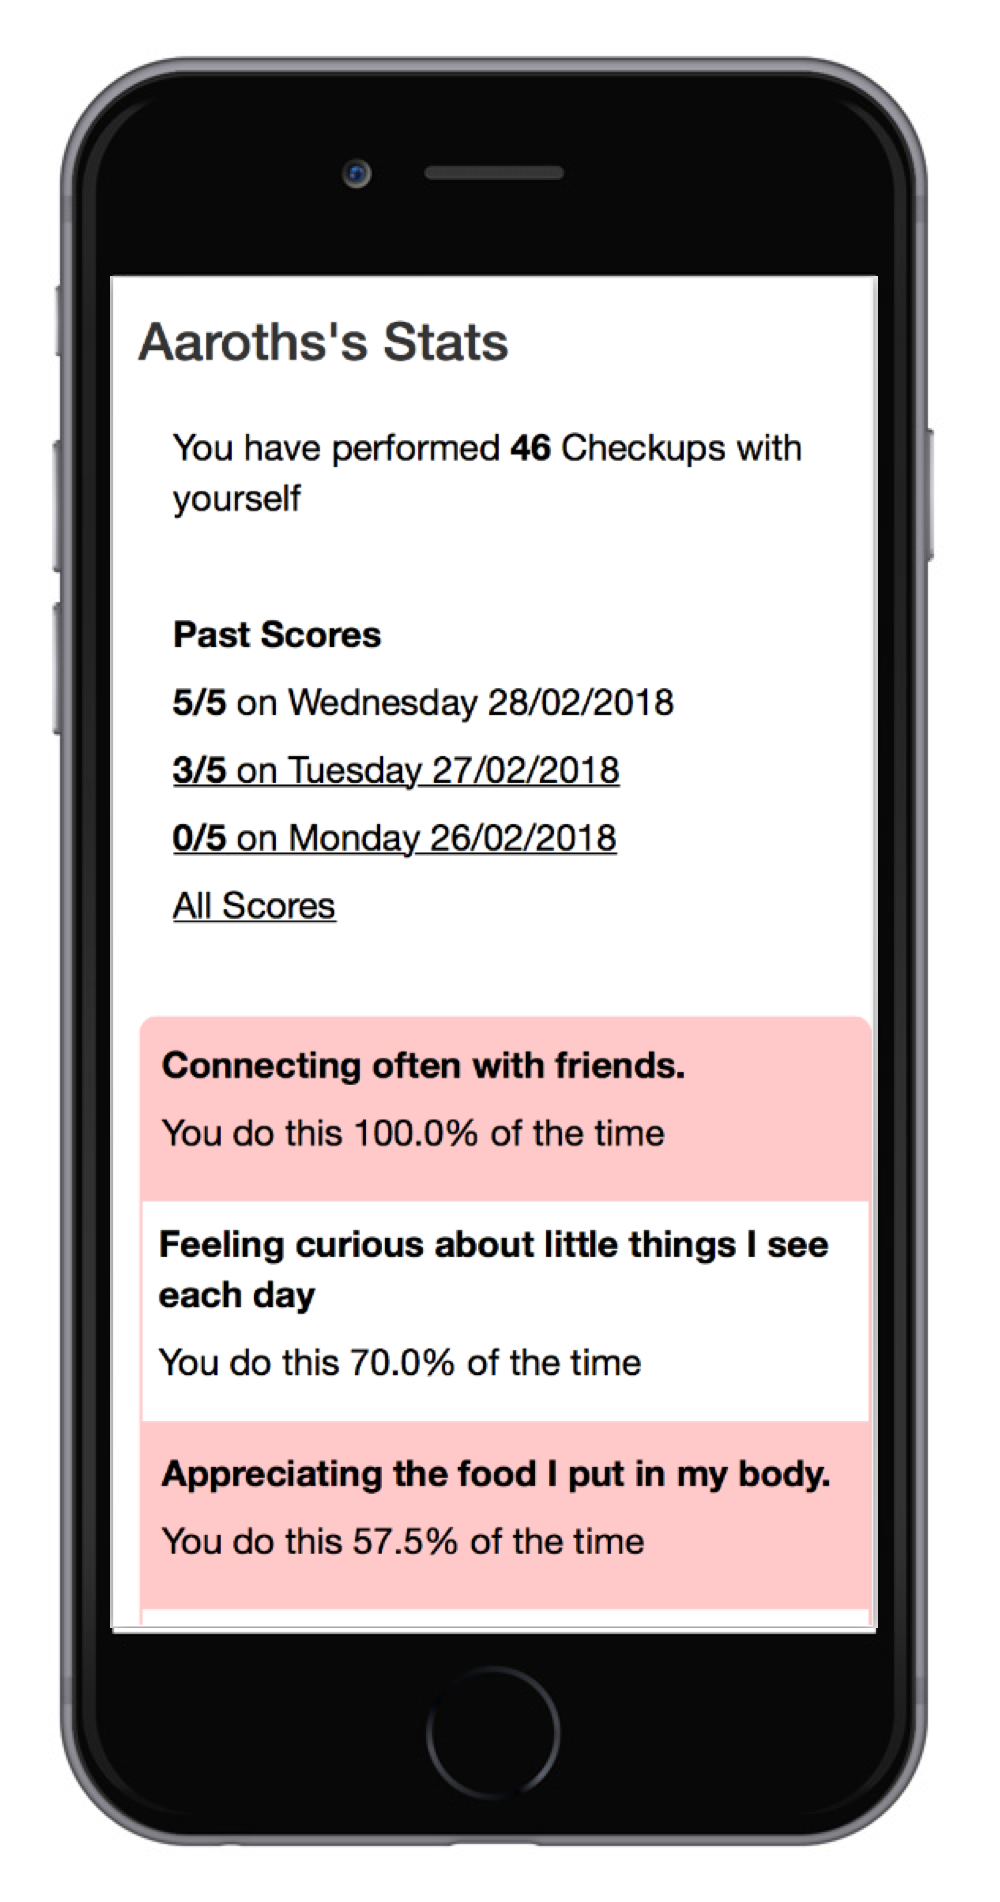 Aaroths's Stats
You have performed 46 Checkups with
yourself
Past Scores
5/5 on Wednesday 28/02/2018
3/5 on Tuesday 27/02/2018
0/5 on Monday 26/02/2018
All Scores
Connecting often with friends.
You do this 100.0% of the time
Feeling curious about little things I see
each day
You do this 70.0% of the time
Appreciating the food I put in my body.
You do this 57.5% of the time